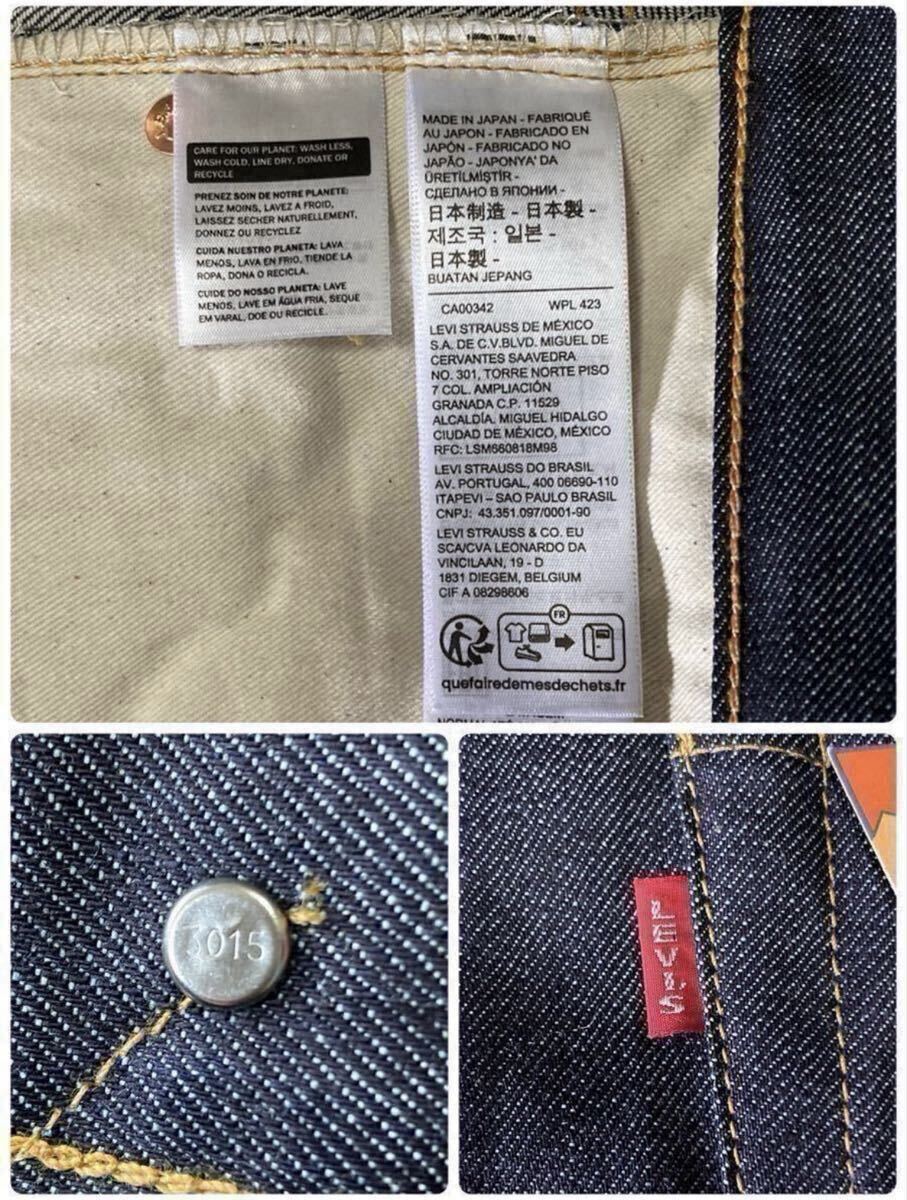 CARE FOR OUR PLANET: WASH LESS,
WASH COLD, LINE DRY, DONATE OR
RECYCLE
PRENEZ SOIN DE NOTRE PLANETE:
LAVEZ MOINS, LAVEZ A FROID,
LAISSEZ SÉCHER NATURELLEMENT,
DONNEZ OU RECYCLEZ
CUIDA NUESTRO PLANETA: LAVA
MENOS, LAVA EN FRIO, TIENDE LA
ROPA, DONA O RECICLA.
CUIDE DO NOSSO PLANETA: LAVE
MENOS, LAVE EM ÁGUA FRIA, SEQUE
EM VARAL, DOE OU RECICLE.
MADE IN JAPAN - FABRIQUÉ
AU JAPON - FABRICADO EN
JAPÓN - FABRICADO NO
JAPÃO - JAPONYA' DA
ÜRETİLMİŞTİR -
СДЕЛАНО В ЯПОНИИ -
日本制造 - 日本製 -
제조국 : 일본 -
日本製 -
BUATAN JEPANG
CA00342 WPL 423
LEVI STRAUSS DE MÉXICO
S.A. DE C.V.BLVD. MIGUEL DE
CERVANTES SAAVEDRA
NO. 301, TORRE NORTE PISO
7 COL. AMPLIACIÓN
GRANADA C.P. 11529
ALCALDÍA. MIGUEL HIDALGO
CIUDAD DE MÉXICO, MÉXICO
RFC: LSM660818M98
LEVI STRAUSS DO BRASIL
AV. PORTUGAL, 400 06690-110
ITAPEVI – SAO PAULO BRASIL
CNPJ: 43.351.097/0001-90
LEVI STRAUSS & CO. EU
SCA/CVA LEONARDO DA
VINCILAAN, 19 - D
1831 DIEGEM, BELGIUM
CIF A 08298606
FR
quefairedemesdechets.fr
J015
LEVI'S